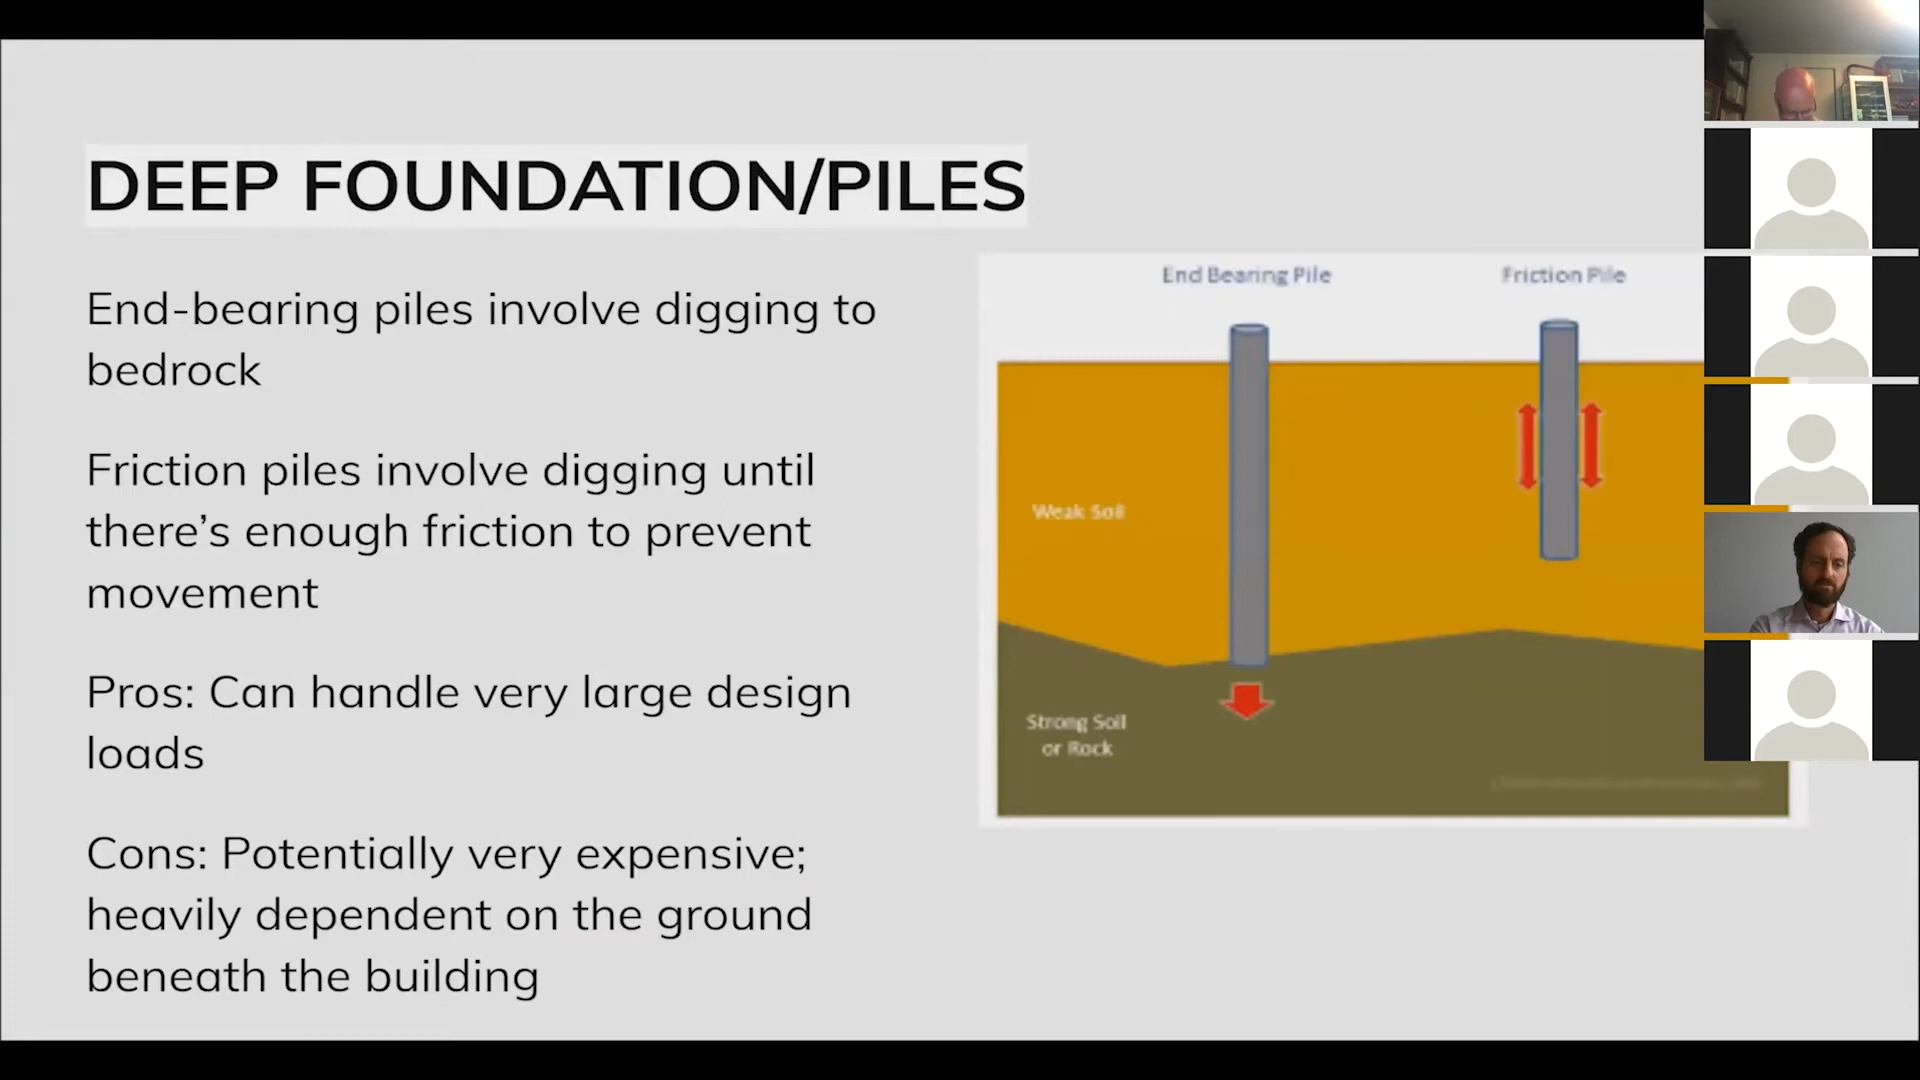 DEEP FOUNDATION/PILES
End-bearing piles involve digging to
bedrock
Friction piles involve digging until
there’s enough friction to prevent
movement
Pros: Can handle very large design
loads
Cons: Potentially very expensive;
heavily dependent on the ground
beneath the building
End Bearing Pile
Friction Pile
Weak Soil
Strong Soil
or Rock